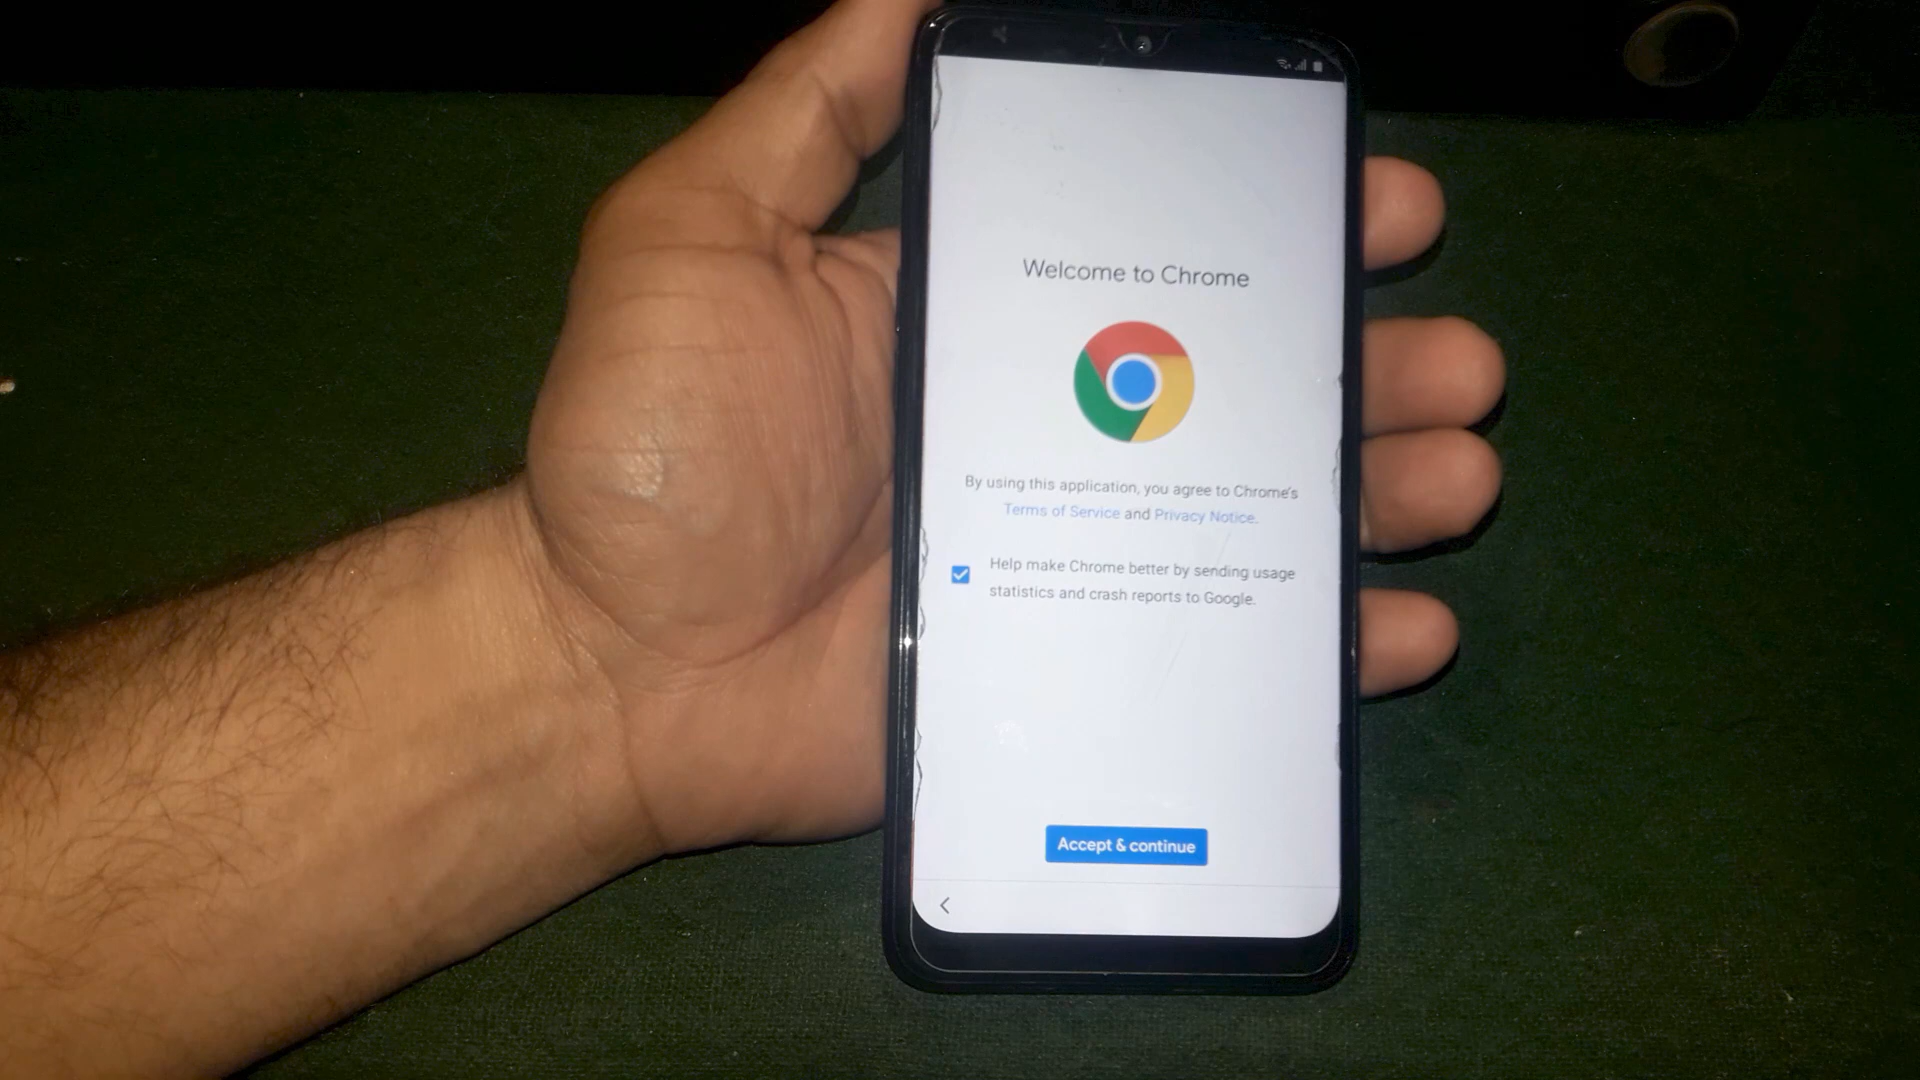 Welcome to Chrome
By using this application, you agree to Chrome's
Terms of Service and Privacy Notice.
Help make Chrome better by sending usage
statistics and crash reports to Google.
Accept & continue